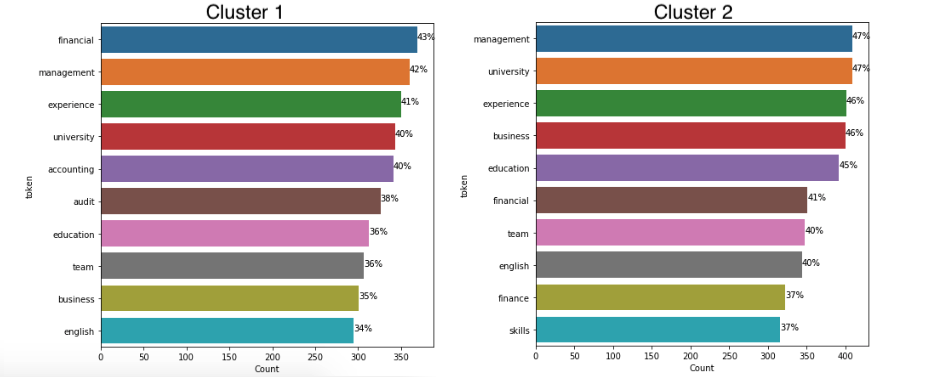 Cluster 1
financial 43%
management 42%
experience 41%
university 40%
accounting 40%
audit 38%
education 36%
team 36%
business 35%
english 34%
token
0 50 100 150 200 250 300 350
Count
Cluster 2
management 47%
university 47%
experience 46%
business 46%
education 45%
financial 41%
team 40%
english 40%
finance 37%
skills 37%
token
0 50 100 150 200 250 300 350 400
Count